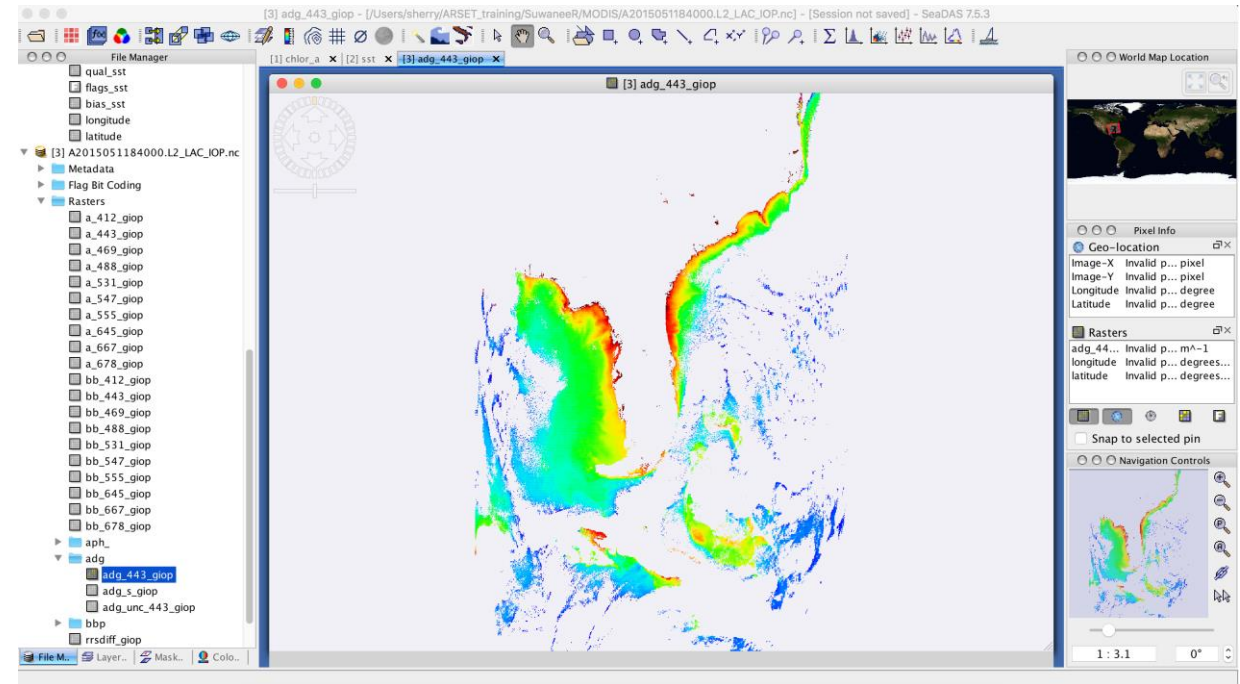 [3] adg_443_giop - [/Users/sherry/ARSET_training/SuwaneeR/MODIS/A2015051184000.L2_LAC_IOP.nc] - [Session not saved] - SeaDAS 7.5.3
File Manager
[1] chlor_a [2] sst [3] adg_443_giop
World Map Location
qual_sst
flags_sst
bias_sst
longitude
latitude
[3] A2015051184000.L2_LAC_IOP.nc
Metadata
Flag Bit Coding
Rasters
a_412_giop
a_443_giop
a_469_giop
a_488_giop
a_531_giop
a_547_giop
a_555_giop
a_645_giop
a_667_giop
a_678_giop
bb_412_giop
bb_443_giop
bb_469_giop
bb_488_giop
bb_531_giop
bb_547_giop
bb_555_giop
bb_645_giop
bb_667_giop
bb_678_giop
aph_
adg
adg_443_giop
adg_s_giop
adg_unc_443_giop
bbp
rrsdiff_giop
File M.. Layer.. Mask.. Colo..
[3] adg_443_giop
Pixel Info
Geo-location
Image-X Invalid p... pixel
Image-Y Invalid p... pixel
Longitude Invalid p... degree
Latitude Invalid p... degree
Rasters
adg_44... Invalid p... m^-1
longitude Invalid p... degrees...
latitude Invalid p... degrees...
Snap to selected pin
Navigation Controls
1 : 3.1 0°